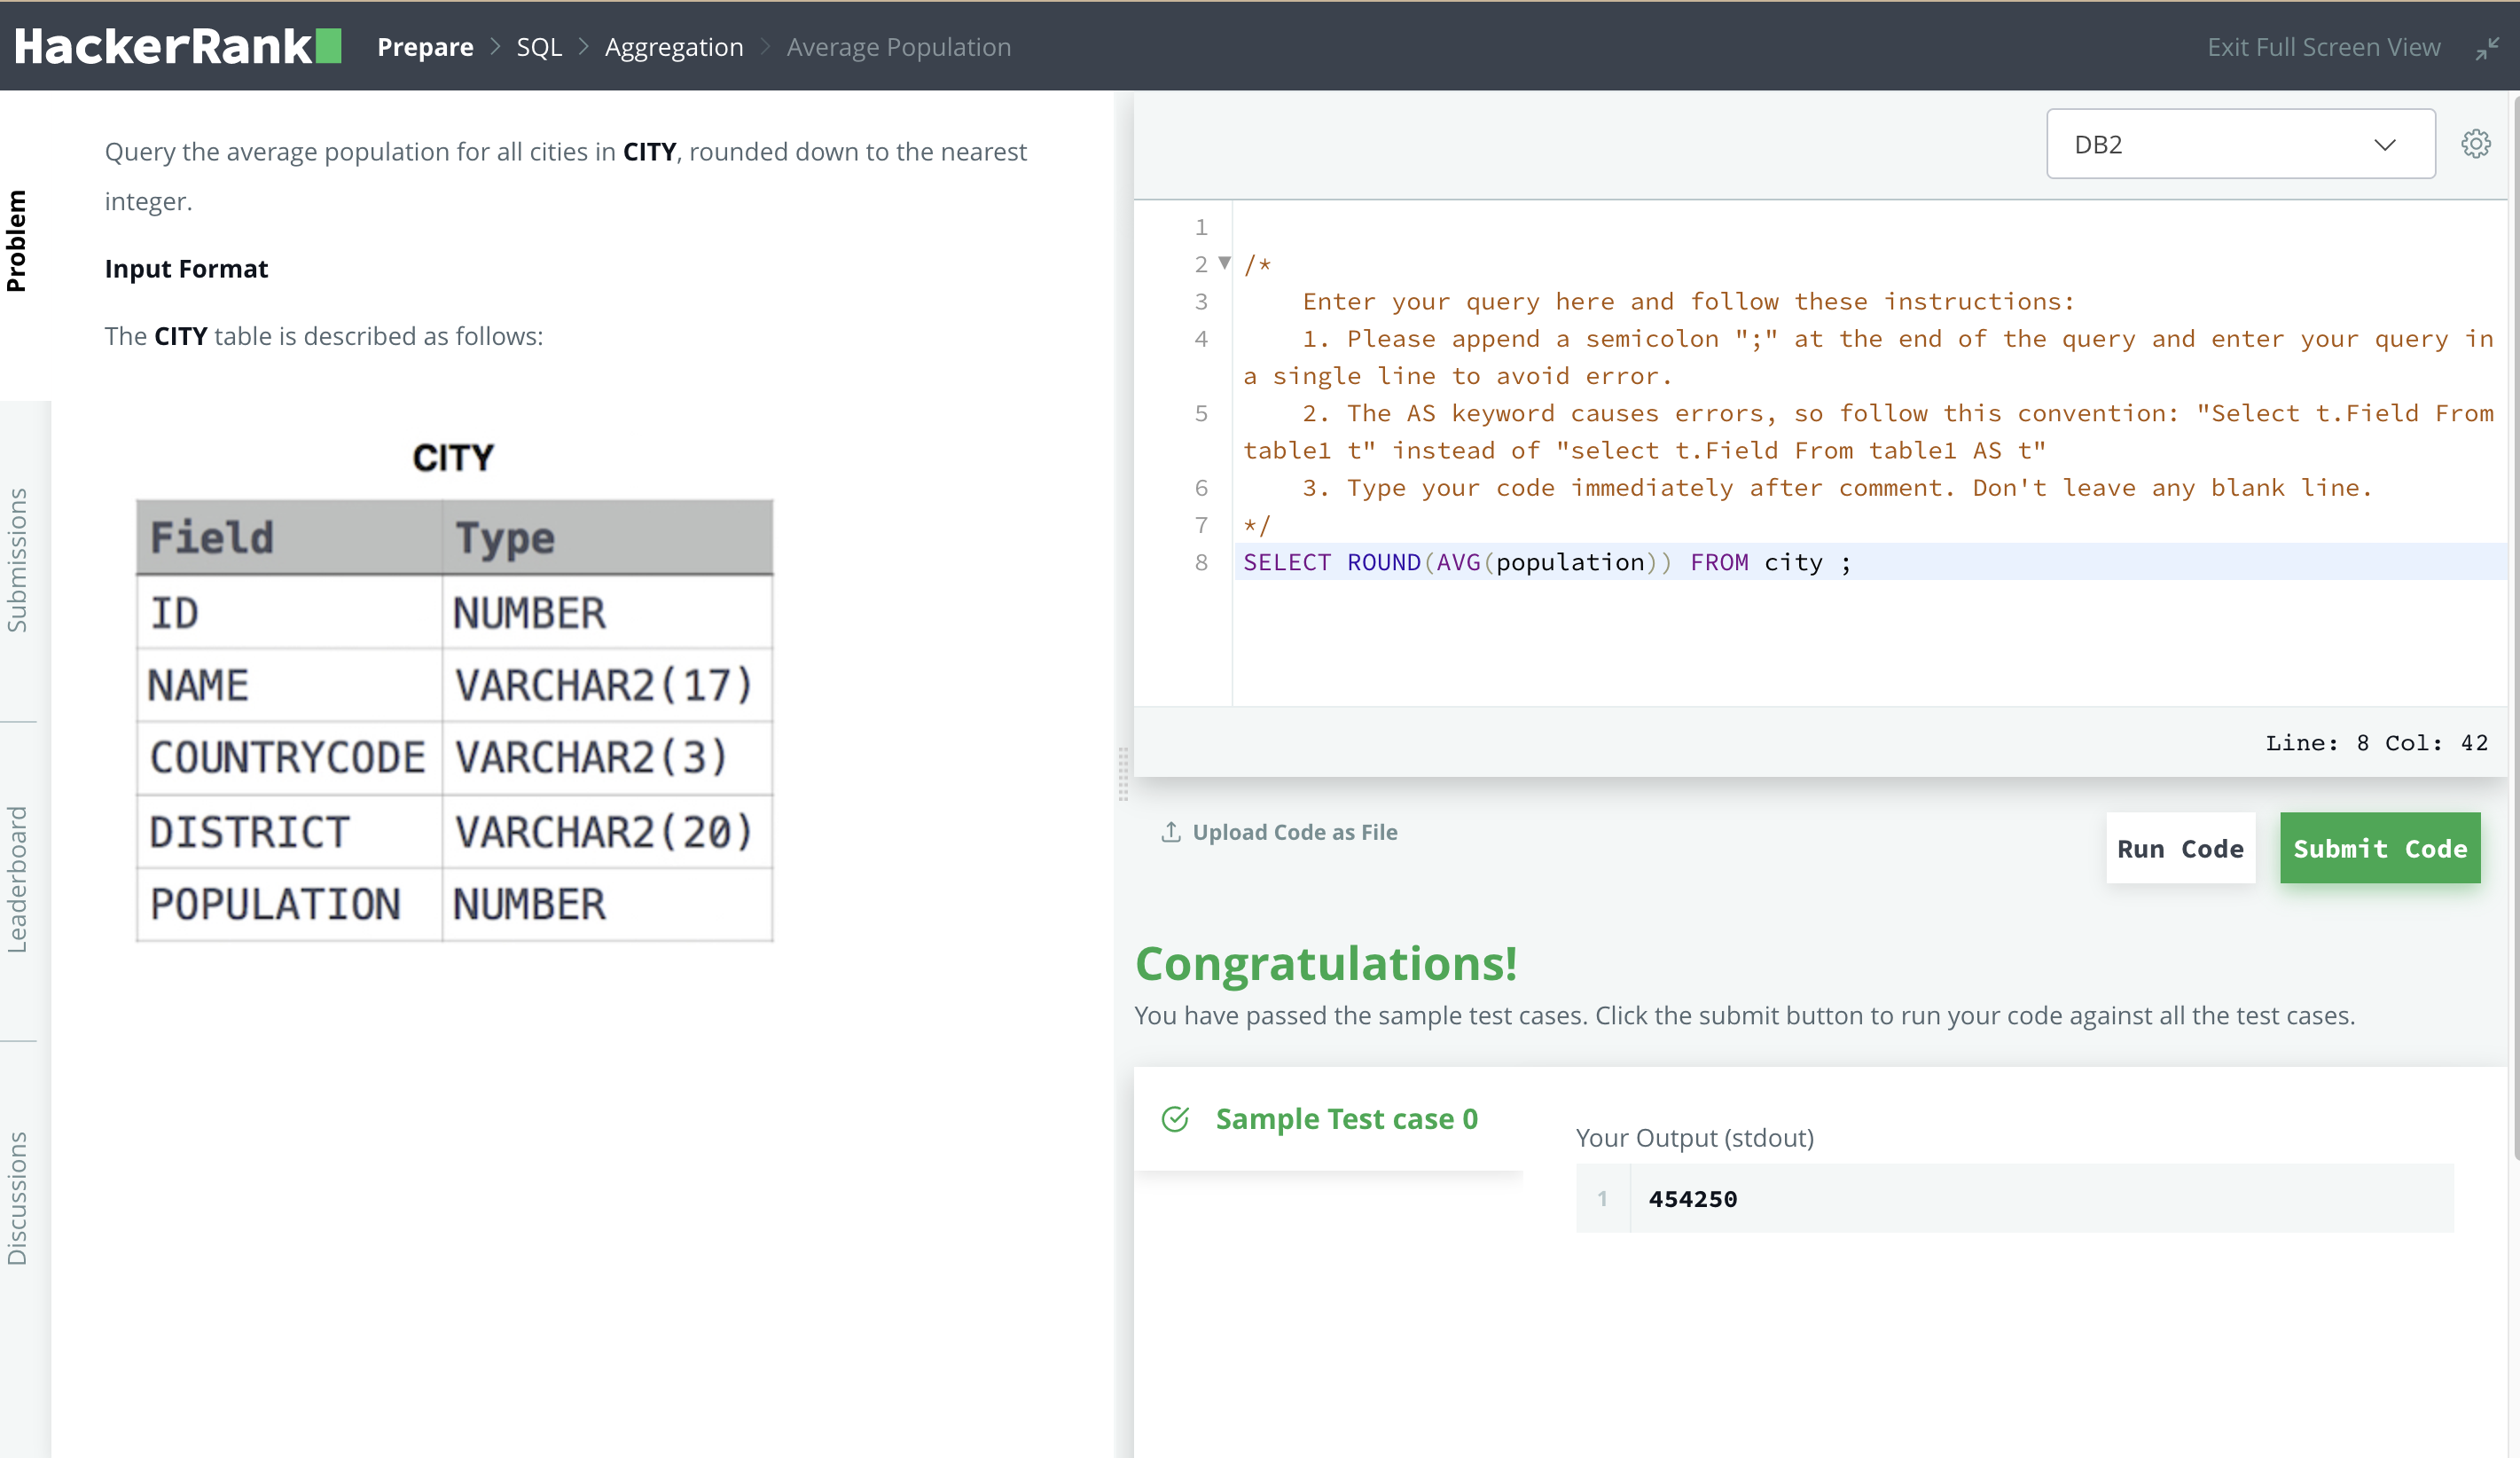 HackerRank
Prepare > SQL > Aggregation > Average Population
Exit Full Screen View
Problem
Submissions
Leaderboard
Discussions
Query the average population for all cities in CITY, rounded down to the nearest
integer.
Input Format
The CITY table is described as follows:
CITY
Field Type
ID NUMBER
NAME VARCHAR2(17)
COUNTRYCODE VARCHAR2(3)
DISTRICT VARCHAR2(20)
POPULATION NUMBER
DB2
1
2 /*
3 Enter your query here and follow these instructions:
4 1. Please append a semicolon ";" at the end of the query and enter your query in
a single line to avoid error.
5 2. The AS keyword causes errors, so follow this convention: "Select t.Field From
table1 t" instead of "select t.Field From table1 AS t"
6 3. Type your code immediately after comment. Don't leave any blank line.
7 */
8 SELECT ROUND(AVG(population)) FROM city ;
Line: 8 Col: 42
Upload Code as File
Run Code
Submit Code
Congratulations!
You have passed the sample test cases. Click the submit button to run your code against all the test cases.
Sample Test case 0
Your Output (stdout)
1 454250